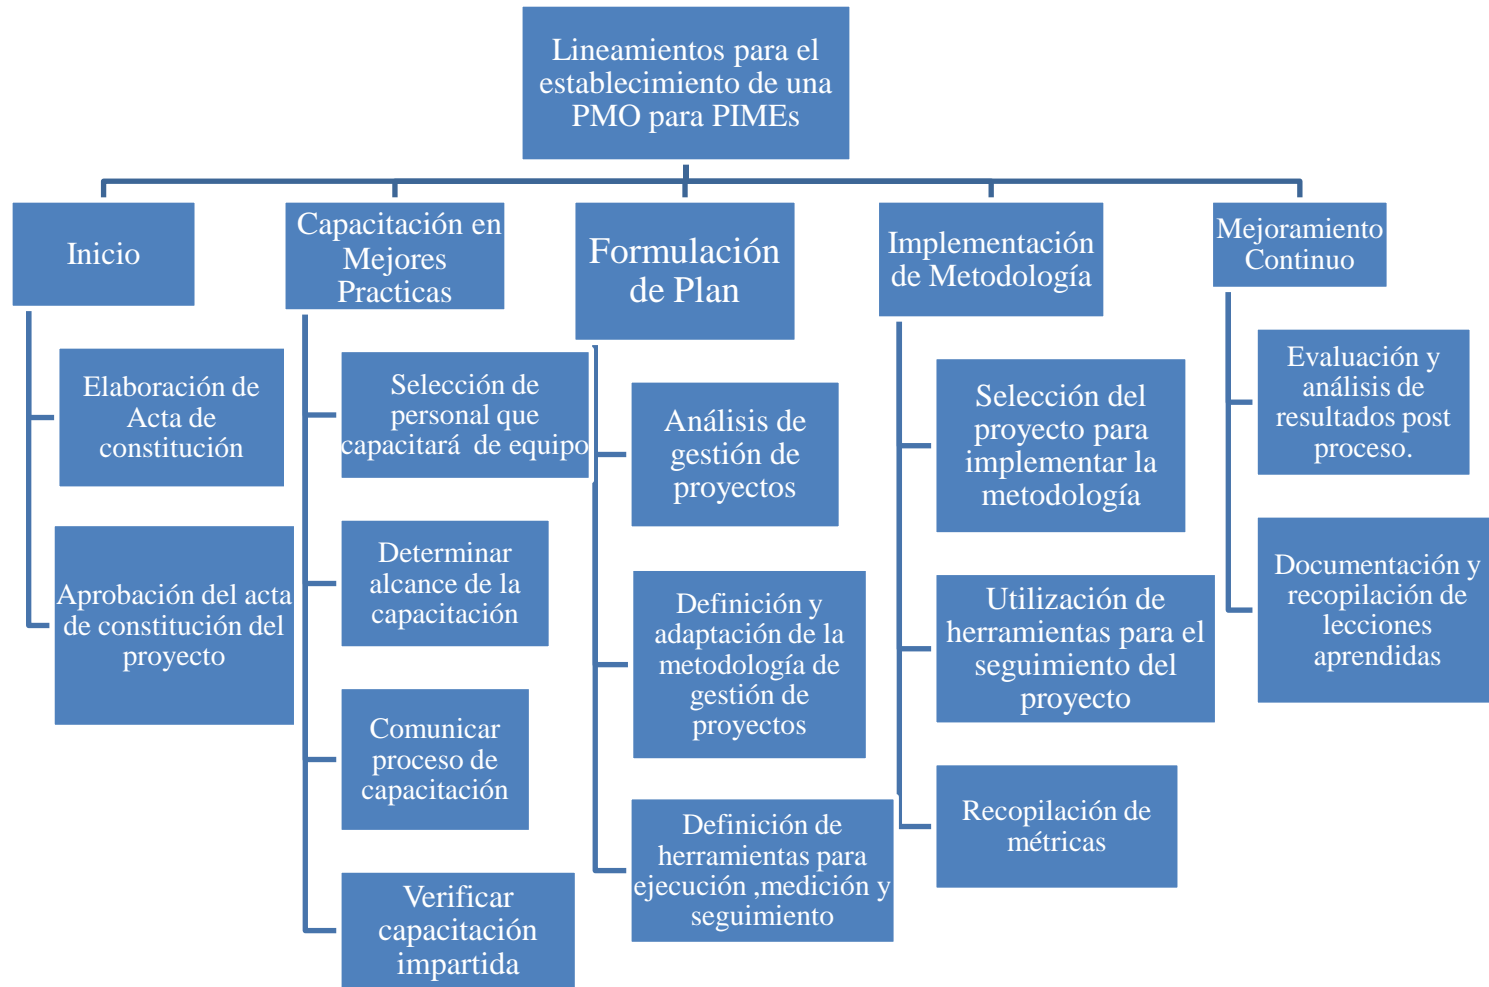 Lineamientos para el
establecimiento de una
PMO para PIMEs
Inicio
Elaboración de
Acta de
constitución
Aprobación del acta
de constitución del
proyecto
Capacitación en
Mejores
Practicas
Selección de
personal que
capacitará de equipo
Determinar
alcance de la
capacitación
Comunicar
proceso de
capacitación
Verificar
capacitación
impartida
Formulación
de Plan
Análisis de
gestión de
proyectos
Definición y
adaptación de la
metodología de
gestión de
proyectos
Definición de
herramientas para
ejecución ,medición y
seguimiento
Implementación
de Metodología
Selección del
proyecto para
implementar la
metodología
Utilización de
herramientas para el
seguimiento del
proyecto
Recopilación de
métricas
Mejoramiento
Continuo
Evaluación y
análisis de
resultados post
proceso.
Documentación y
recopilación de
lecciones
aprendidas